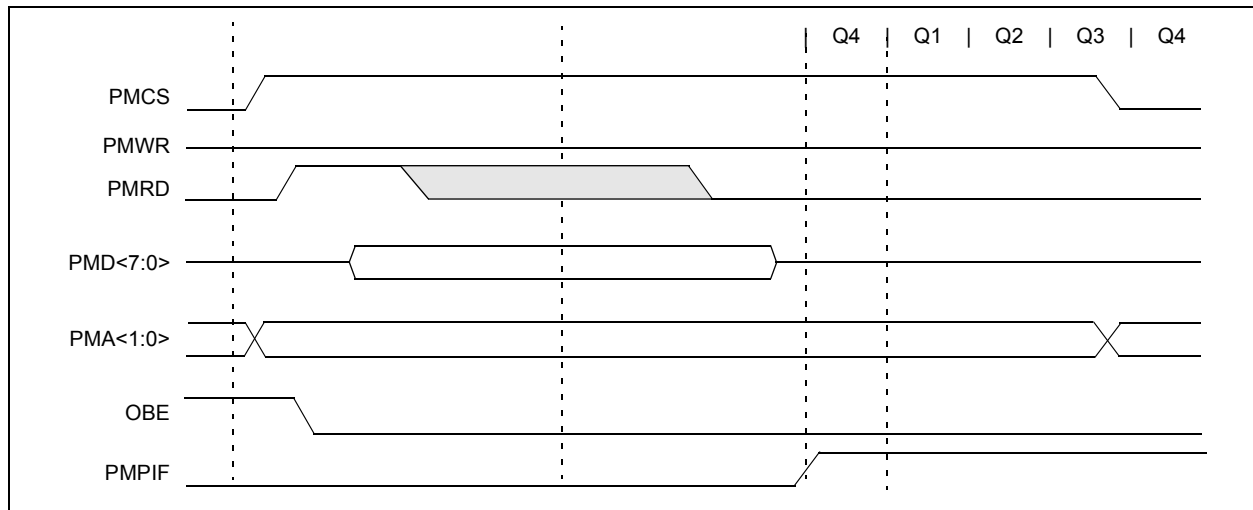 | Q4 | Q1 | Q2 | Q3 | Q4
PMCS
PMWR
PMRD
PMD<7:0>
PMA<1:0>
OBE
PMPIF